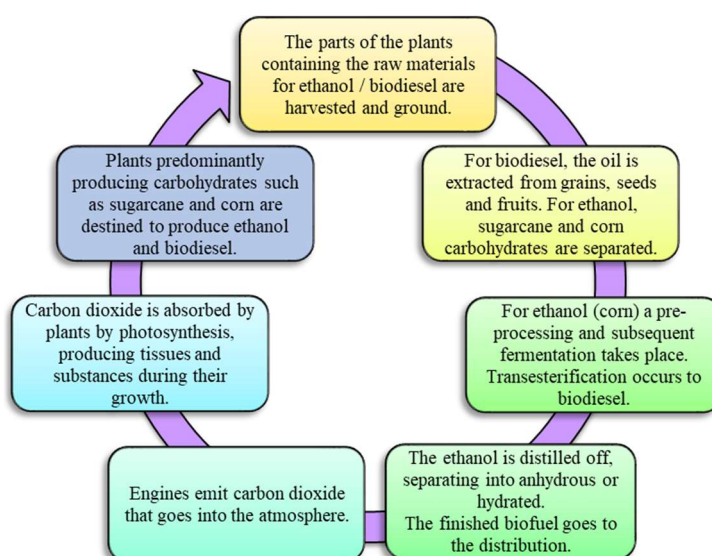 The parts of the plants
containing the raw materials
for ethanol / biodiesel are
harvested and ground.
For biodiesel, the oil is
extracted from grains, seeds
and fruits. For ethanol,
sugarcane and corn
carbohydrates are separated.
For ethanol (corn) a pre-
processing and subsequent
fermentation takes place.
Transesterification occurs to
biodiesel.
The ethanol is distilled off,
separating into anhydrous or
hydrated.
The finished biofuel goes to
the distribution.
Engines emit carbon dioxide
that goes into the atmosphere.
Carbon dioxide is absorbed by
plants by photosynthesis,
producing tissues and
substances during their
growth.
Plants predominantly
producing carbohydrates such
as sugarcane and corn are
destined to produce ethanol
and biodiesel.